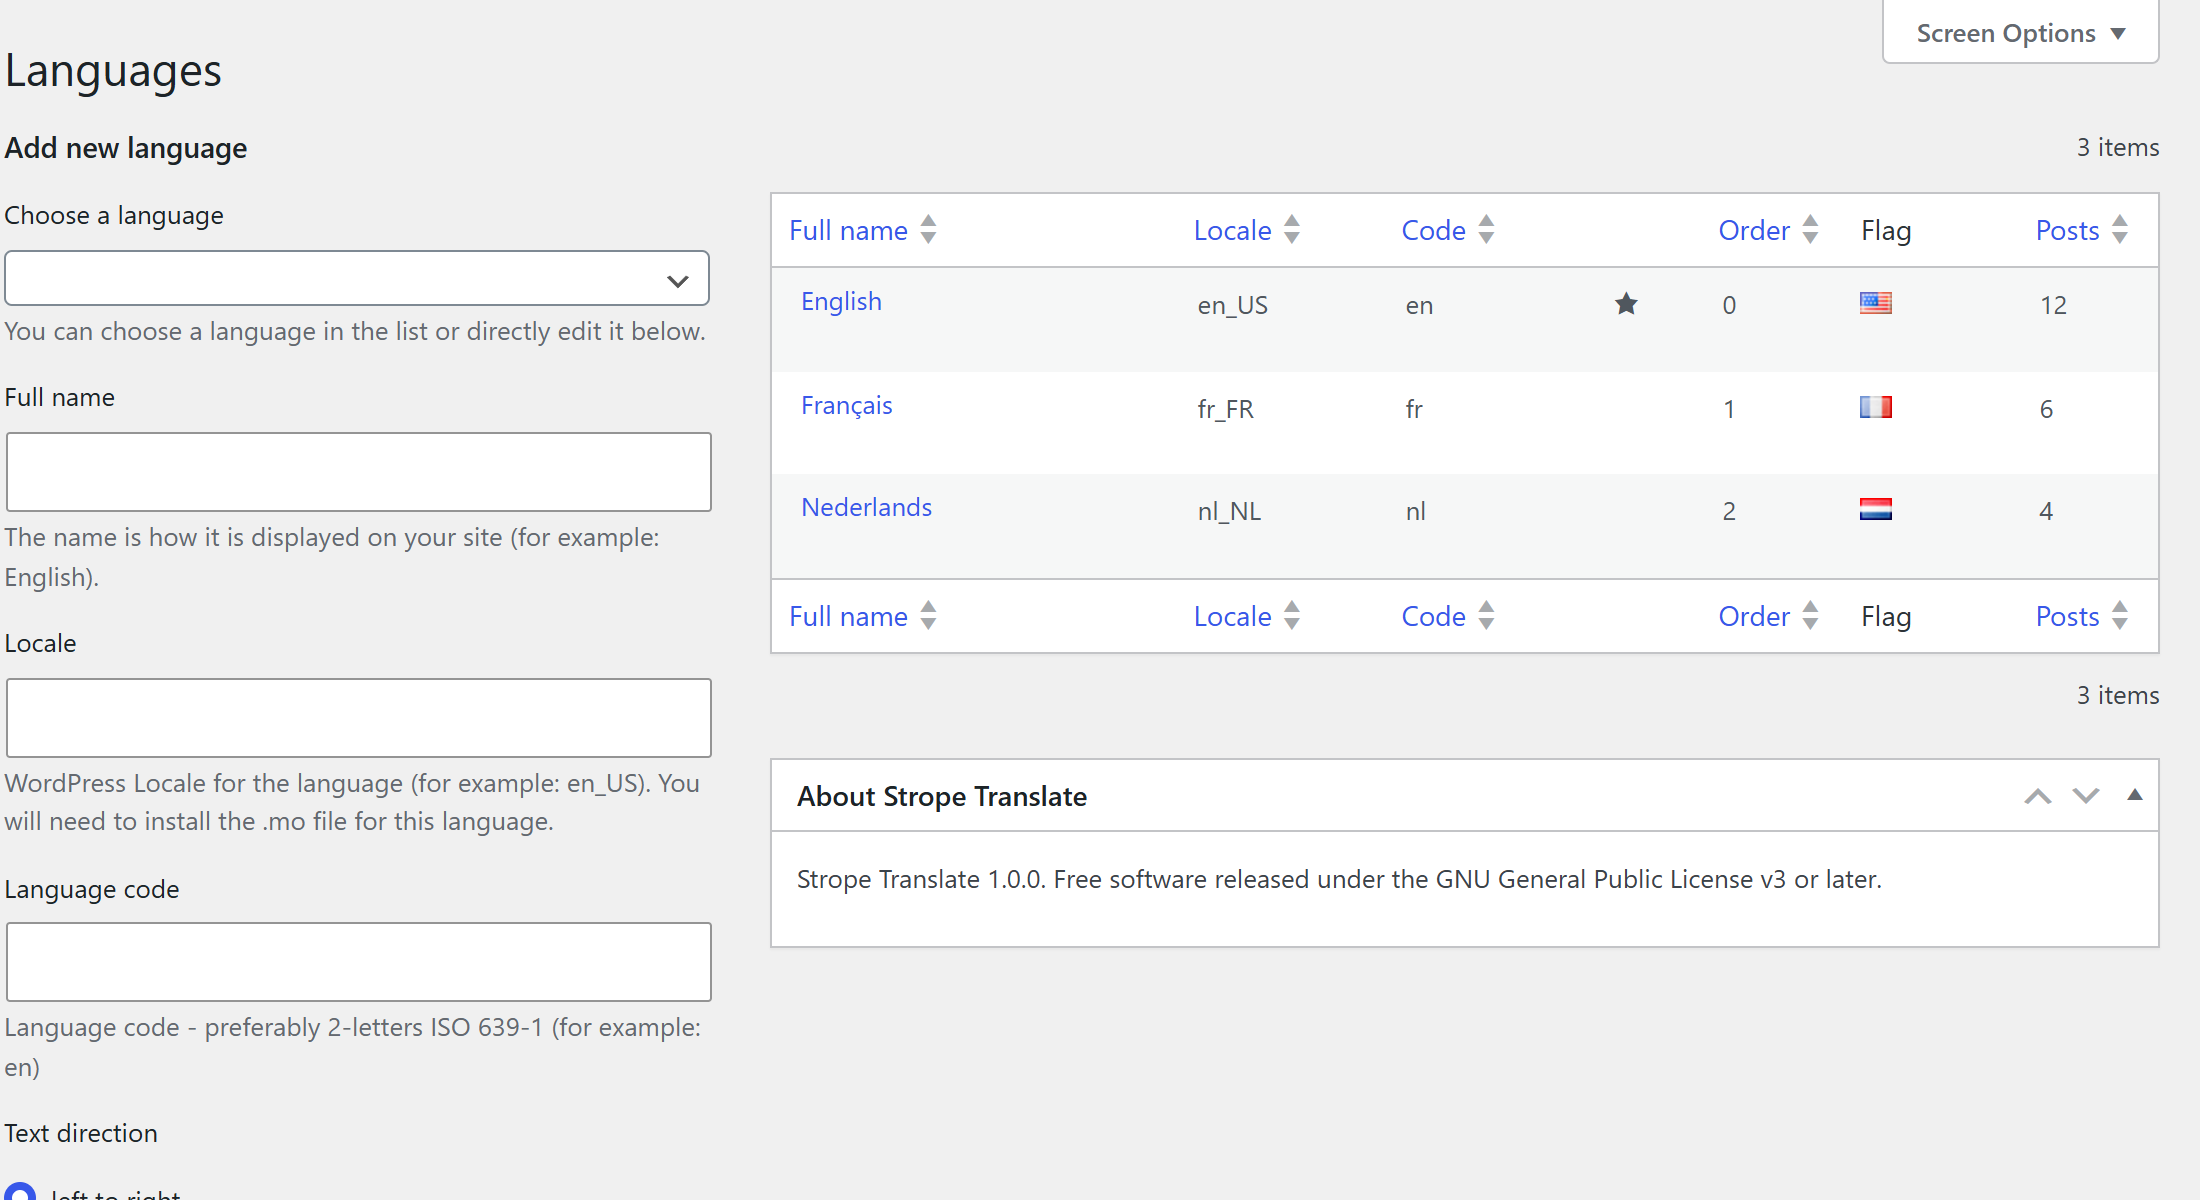 Screen Options
Languages
Add new language
3 items
Choose a language
You can choose a language in the list or directly edit it below.
Full name
The name is how it is displayed on your site (for example:
English).
Locale
WordPress Locale for the language (for example: en_US). You
will need to install the .mo file for this language.
Language code
Language code - preferably 2-letters ISO 639-1 (for example:
en)
Text direction
left to right
Full name Locale Code Order Flag Posts
English en_US en 0 12
Français fr_FR fr 1 6
Nederlands nl_NL nl 2 4
Full name Locale Code Order Flag Posts
3 items
About Strope Translate
Strope Translate 1.0.0. Free software released under the GNU General Public License v3 or later.